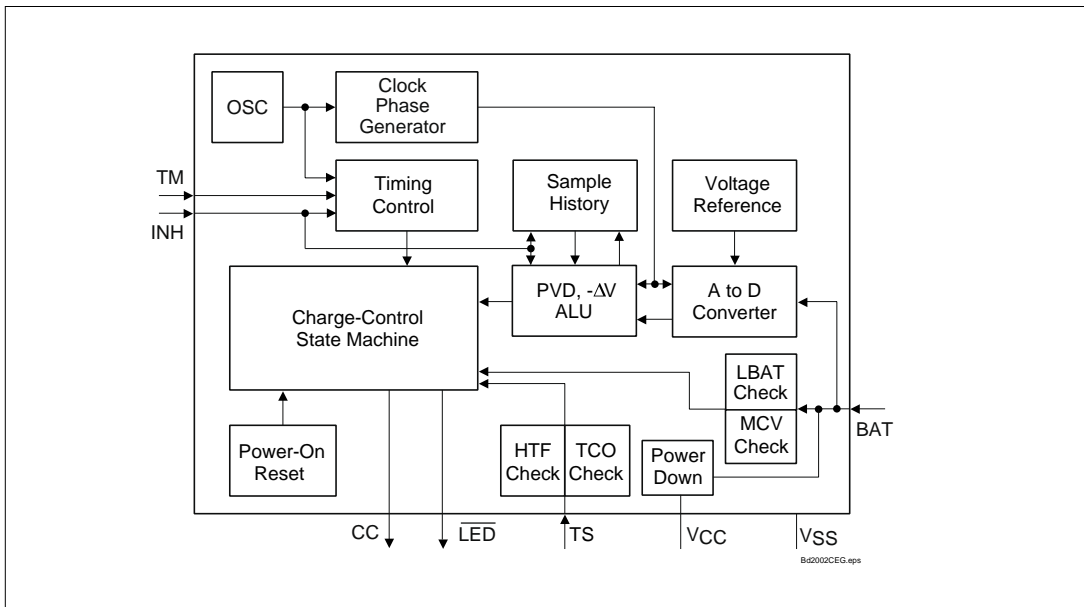 OSC
Clock
Phase
Generator
TM
INH
Timing
Control
Sample
History
Voltage
Reference
Charge-Control
State Machine
PVD, -ΔV
ALU
A to D
Converter
LBAT
Check
MCV
Check
BAT
Power-On
Reset
HTF
Check
TCO
Check
Power
Down
CC
LED
TS
VCC
VSS
Bd2002CEG.eps